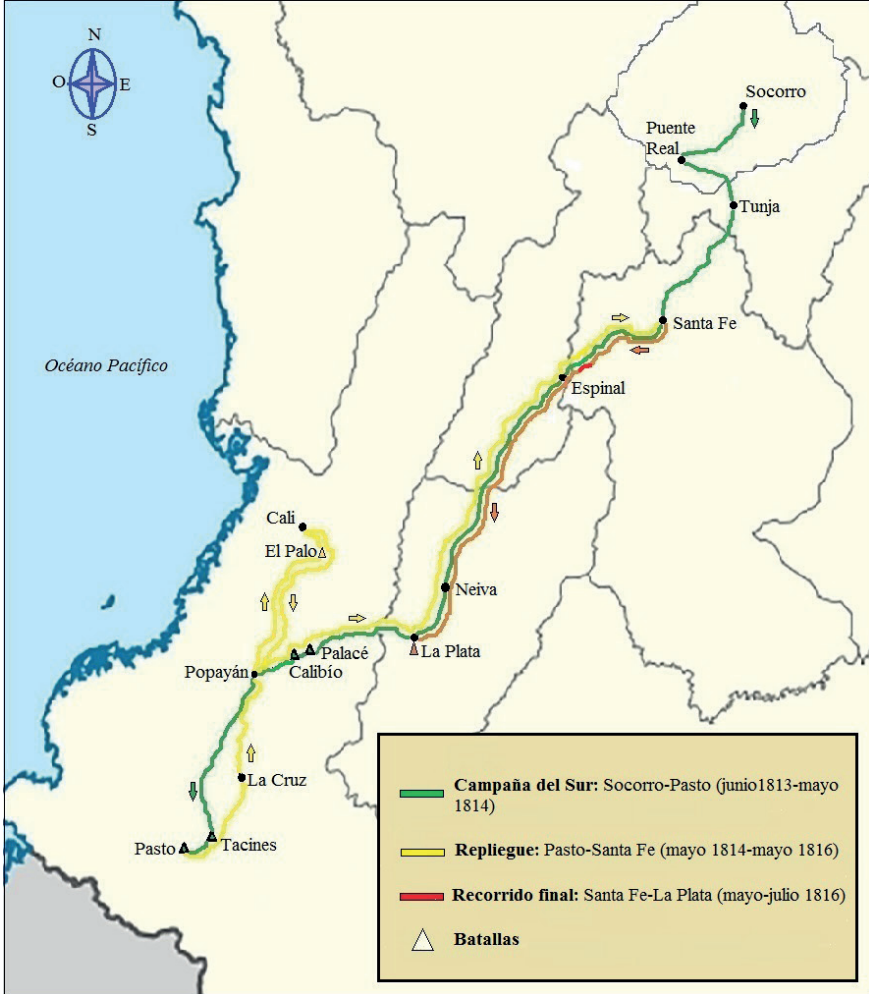 N
O
E
S
Socorro
Puente
Real
Tunja
Santa Fe
Océano Pacífico
Espinal
Cali
El Palo
Neiva
Palacé
La Plata
Calibío
Popayán
La Cruz
Tacines
Pasto
Campaña del Sur: Socorro-Pasto (junio1813-mayo
1814)
Repliegue: Pasto-Santa Fe (mayo 1814-mayo 1816)
Recorrido final: Santa Fe-La Plata (mayo-julio 1816)
Batallas